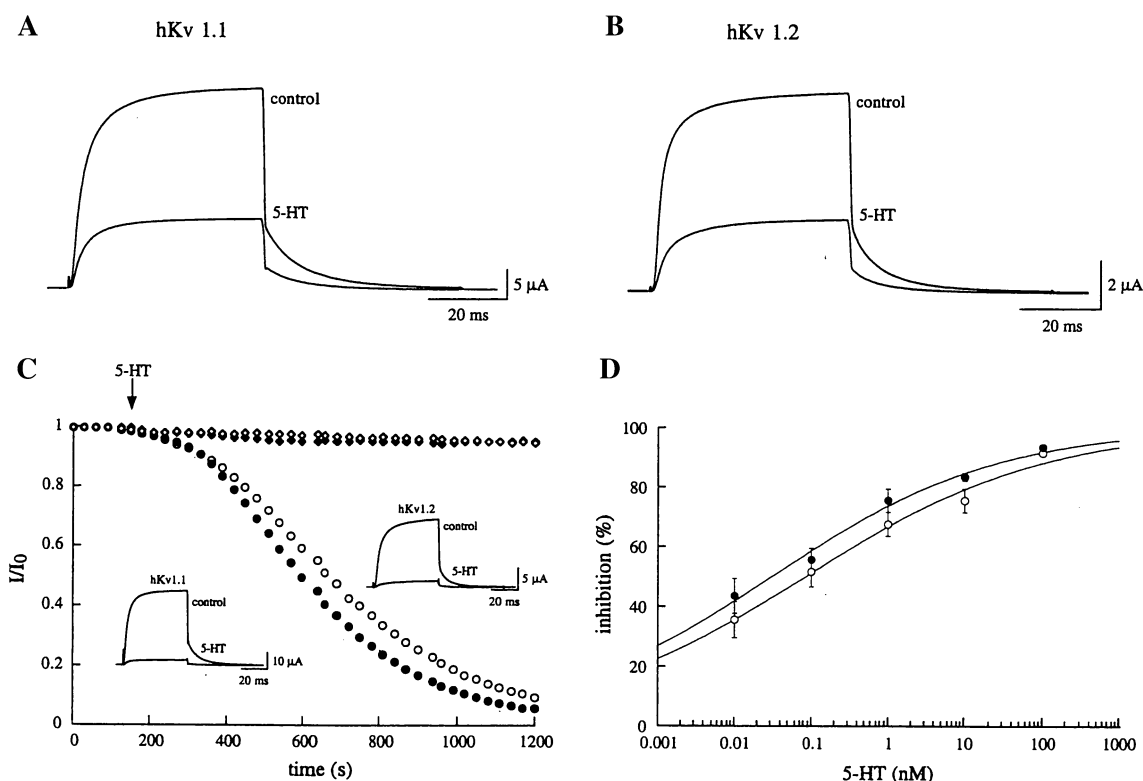 A
hKv 1.1
control
5-HT
5 μA
20 ms
B
hKv 1.2
control
5-HT
2 μA
20 ms
C
5-HT
1
0.8
0.6
0.4
0.2
0
I/I0
hKv1.2
control
5-HT
5 μA
20 ms
hKv1.1
control
5-HT
10 μA
20 ms
0 200 400 600 800 1000 1200
time (s)
D
100
80
60
40
20
0
inhibition (%)
0.001 0.01 0.1 1 10 100 1000
5-HT (nM)